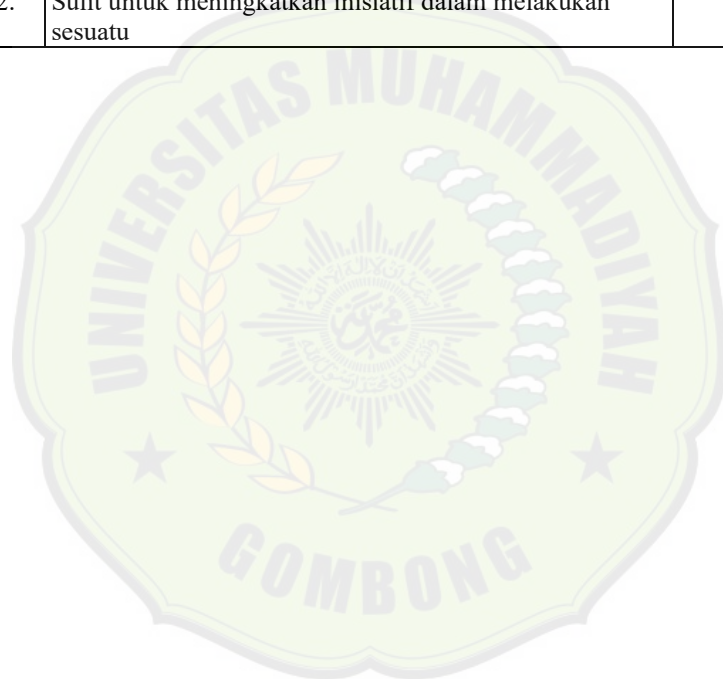 2. Sulit untuk meningkatkan inisiatif dalam melakukan
sesuatu
UNIVERSITAS MUHAMMADIYAH
GOMBONG